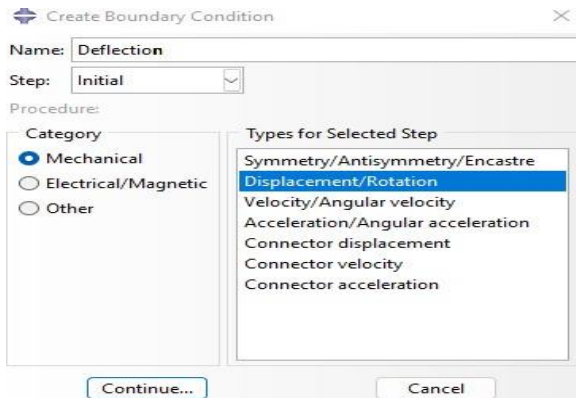 Create Boundary Condition
Name: Deflection
Step: Initial
Procedure:
Category
Mechanical
Electrical/Magnetic
Other
Types for Selected Step
Symmetry/Antisymmetry/Encastre
Displacement/Rotation
Velocity/Angular velocity
Acceleration/Angular acceleration
Connector displacement
Connector velocity
Connector acceleration
Continue... Cancel